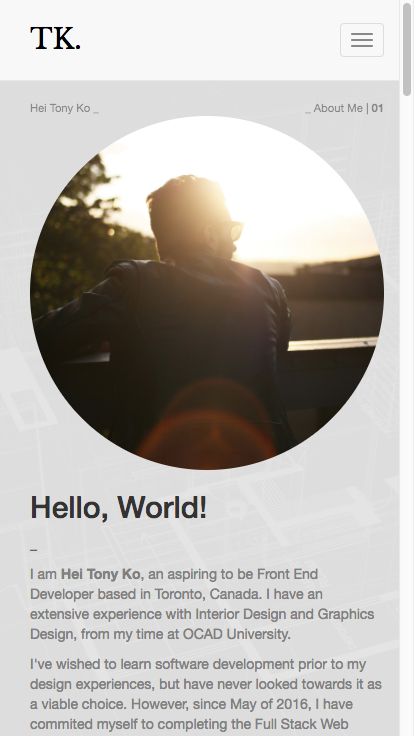 TK.
Hei Tony Ko _
_ About Me | 01
Hello, World!
_
I am Hei Tony Ko, an aspiring to be Front End
Developer based in Toronto, Canada. I have an
extensive experience with Interior Design and Graphics
Design, from my time at OCAD University.
I've wished to learn software development prior to my
design experiences, but have never looked towards it as
a viable choice. However, since May of 2016, I have
commited myself to completing the Full Stack Web